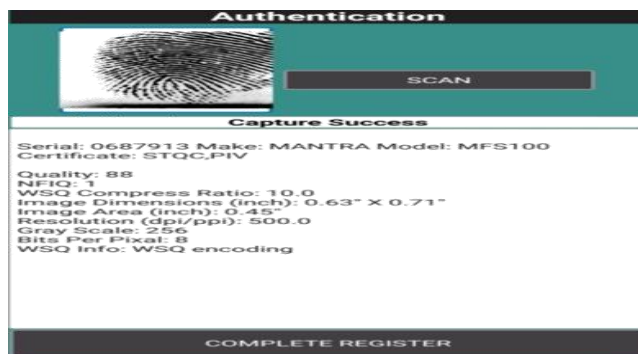 Authentication
SCAN
Capture Success
Serial: 0687913 Make: MANTRA Model: MFS100
Certificate: STQC,PIV
Quality: 88
NFIQ: 1
WSQ Compress Ratio: 10.0
Image Dimensions (inch): 0.63" X 0.71"
Image Area (inch): 0.45"
Resolution (dpi/ppi): 500.0
Gray Scale: 256
Bits Per Pixal: 8
WSQ Info: WSQ encoding
COMPLETE REGISTER